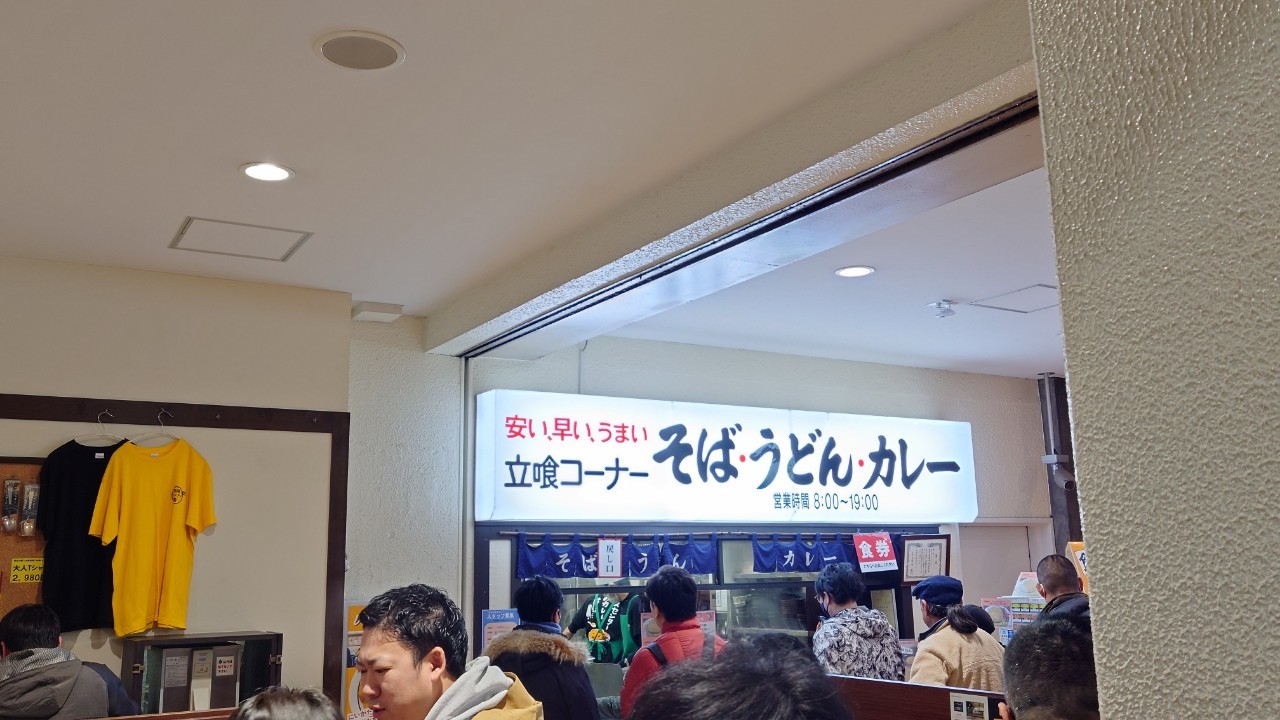 安い、早い、うまい
立喰コーナー
そば・うどん・カレー
営業時間 8:00~19:00
そば うどん カレー
戻し口
食券
大人Tシャ
2,980